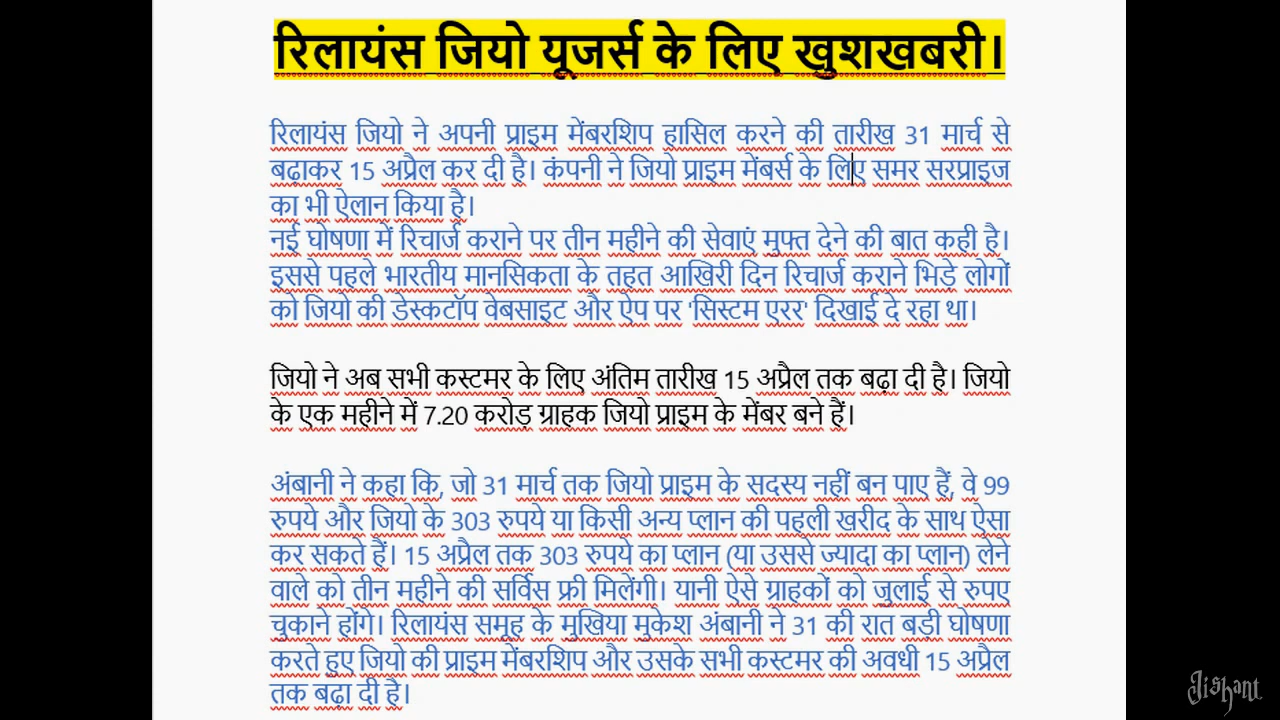 रिलायंस जियो यूजर्स के लिए खुशखबरी।
रिलायंस जियो ने अपनी प्राइम मेंबरशिप हासिल करने की तारीख 31 मार्च से
बढ़ाकर 15 अप्रैल कर दी है। कंपनी ने जियो प्राइम मेंबर्स के लिए समर सरप्राइज
का भी ऐलान किया है।
नई घोषणा में रिचार्ज कराने पर तीन महीने की सेवाएं मुफ्त देने की बात कही है।
इससे पहले भारतीय मानसिकता के तहत आखिरी दिन रिचार्ज कराने भिड़े लोगों
को जियो की डेस्कटॉप वेबसाइट और ऐप पर 'सिस्टम एरर' दिखाई दे रहा था।
जियो ने अब सभी कस्टमर के लिए अंतिम तारीख 15 अप्रैल तक बढ़ा दी है। जियो
के एक महीने में 7.20 करोड़ ग्राहक जियो प्राइम के मेंबर बने हैं।
अंबानी ने कहा कि, जो 31 मार्च तक जियो प्राइम के सदस्य नहीं बन पाए हैं, वे 99
रुपये और जियो के 303 रुपये या किसी अन्य प्लान की पहली खरीद के साथ ऐसा
कर सकते हैं। 15 अप्रैल तक 303 रुपये का प्लान (या उससे ज्यादा का प्लान) लेने
वाले को तीन महीने की सर्विस फ्री मिलेंगी। यानी ऐसे ग्राहकों को जुलाई से रुपए
चुकाने होंगे। रिलायंस समूह के मुखिया मुकेश अंबानी ने 31 की रात बड़ी घोषणा
करते हुए जियो की प्राइम मेंबरशिप और उसके सभी कस्टमर की अवधी 15 अप्रैल
तक बढ़ा दी है।
Jishant